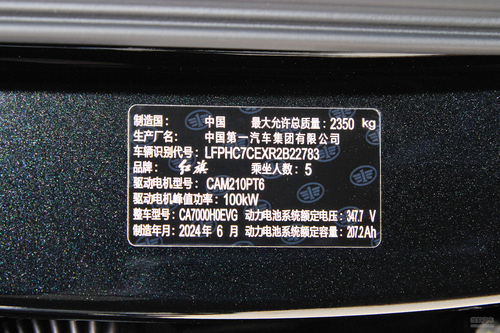 制造国： 中国 最大允许总质量：2350 kg
生产厂名： 中国第一汽车集团有限公司
车辆识别代号：LFPHC7CEXR2B22783
品牌：红旗 乘坐人数：5
驱动电机型号：CAM210PT6
驱动电机峰值功率：100kW
整车型号：CA7000H0EVG 动力电池系统额定电压：347.7 V
制造年月：2024 年 6 月 动力电池系统额定容量：207.2Ah